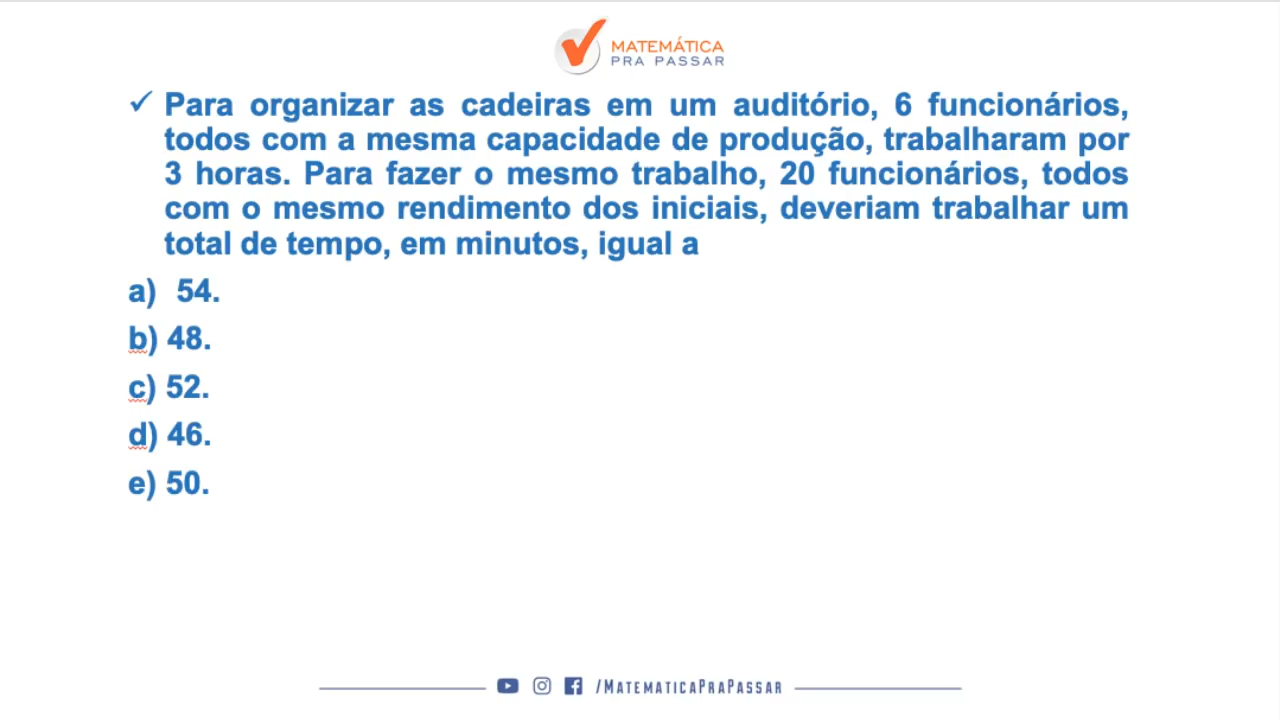 MATEMÁTICA
PRA PASSAR
✓ Para organizar as cadeiras em um auditório, 6 funcionários,
todos com a mesma capacidade de produção, trabalharam por
3 horas. Para fazer o mesmo trabalho, 20 funcionários, todos
com o mesmo rendimento dos iniciais, deveriam trabalhar um
total de tempo, em minutos, igual a
a) 54.
b) 48.
c) 52.
d) 46.
e) 50.
/MATEMATICAPRAPASSAR